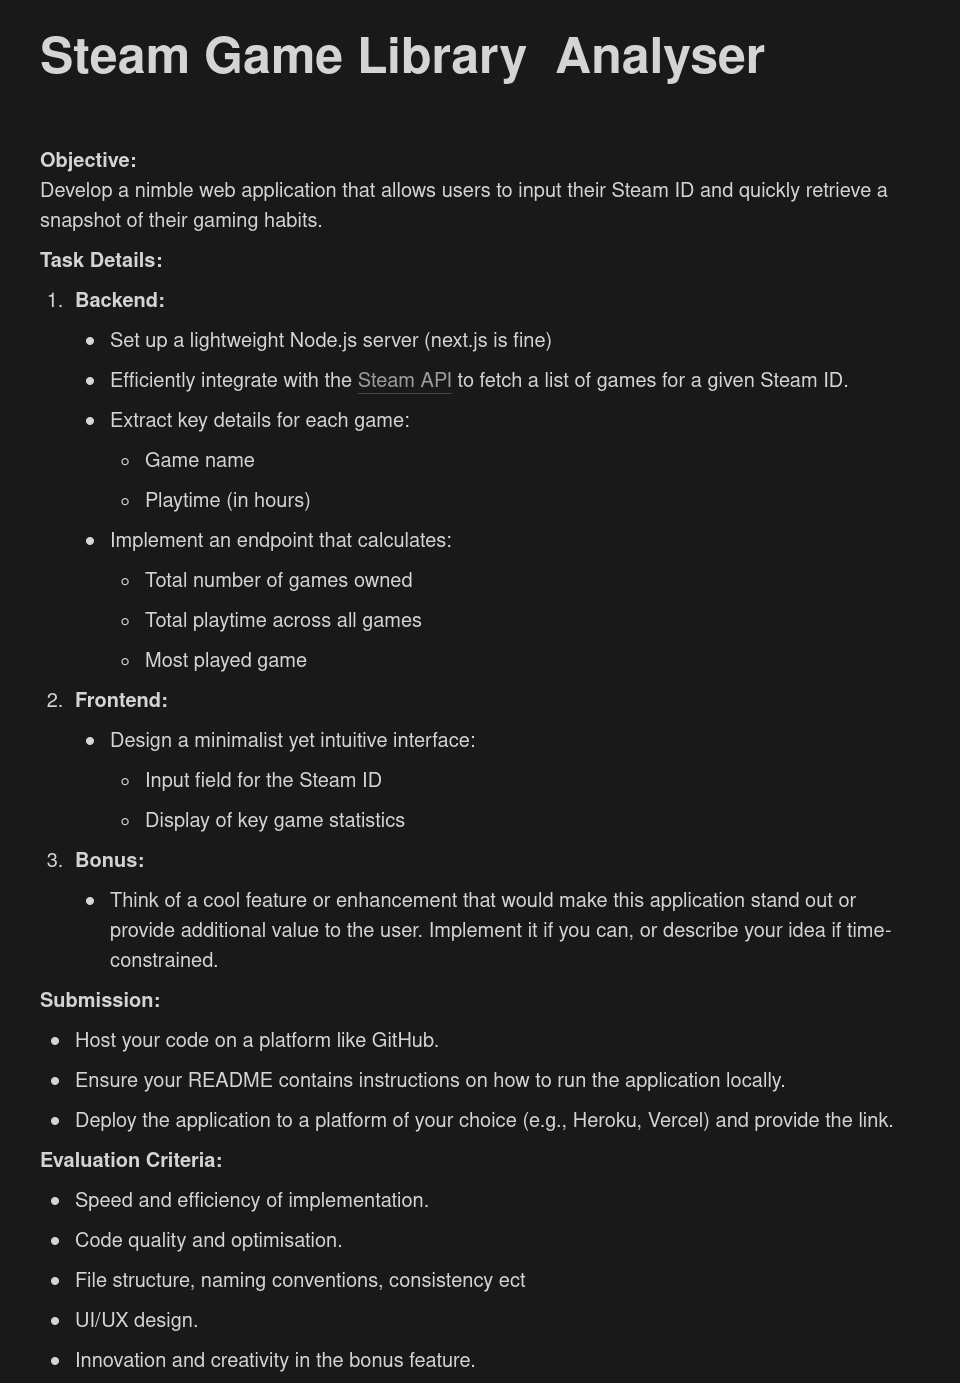 Steam Game Library  Analyser
Objective:
Develop a nimble web application that allows users to input their Steam ID and quickly retrieve a
snapshot of their gaming habits.
Task Details:
1. Backend:
• Set up a lightweight Node.js server (next.js is fine)
• Efficiently integrate with the Steam API to fetch a list of games for a given Steam ID.
• Extract key details for each game:
◦ Game name
◦ Playtime (in hours)
• Implement an endpoint that calculates:
◦ Total number of games owned
◦ Total playtime across all games
◦ Most played game
2. Frontend:
• Design a minimalist yet intuitive interface:
◦ Input field for the Steam ID
◦ Display of key game statistics
3. Bonus:
• Think of a cool feature or enhancement that would make this application stand out or
provide additional value to the user. Implement it if you can, or describe your idea if time-
constrained.
Submission:
• Host your code on a platform like GitHub.
• Ensure your README contains instructions on how to run the application locally.
• Deploy the application to a platform of your choice (e.g., Heroku, Vercel) and provide the link.
Evaluation Criteria:
• Speed and efficiency of implementation.
• Code quality and optimisation.
• File structure, naming conventions, consistency ect
• UI/UX design.
• Innovation and creativity in the bonus feature.